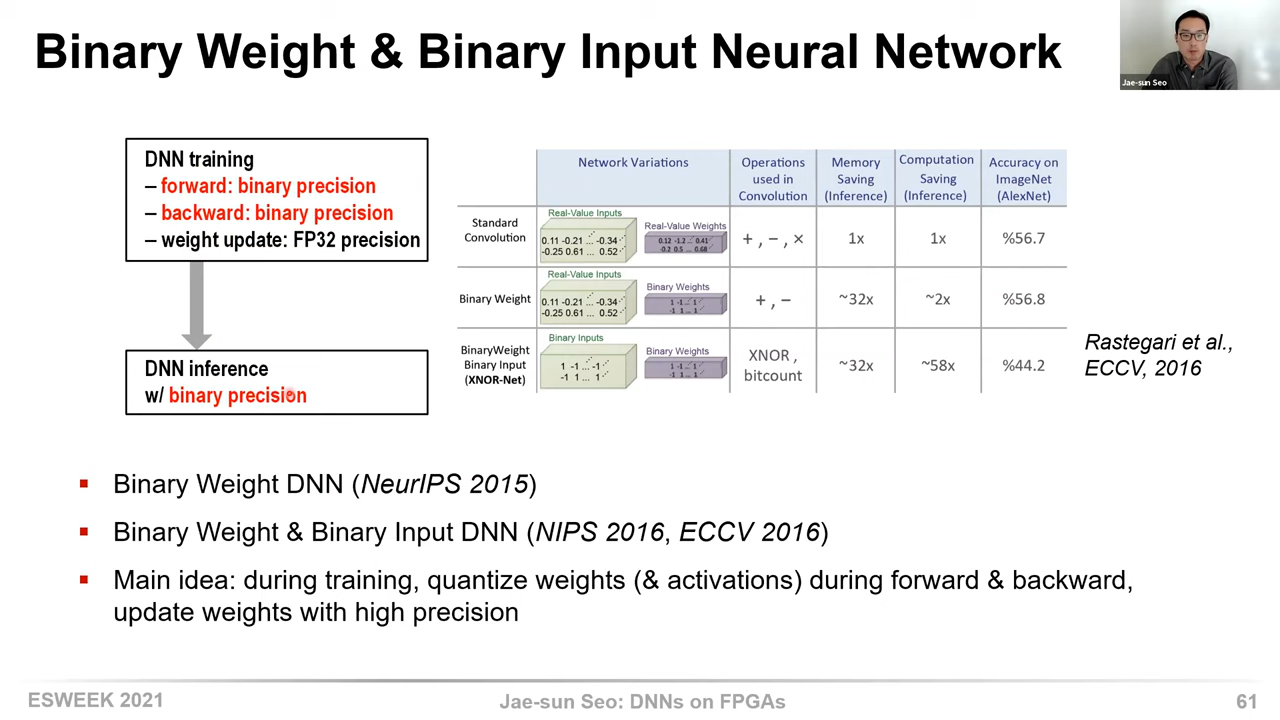 Binary Weight & Binary Input Neural Network
Jae-sun Seo
DNN training
– forward: binary precision
– backward: binary precision
– weight update: FP32 precision
DNN inference
w/ binary precision
Network Variations
Operations
used in
Convolution
Memory
Saving
(Inference)
Computation
Saving
(Inference)
Accuracy on
ImageNet
(AlexNet)
Standard
Convolution
Real-Value Inputs
0.11 -0.21 ... -0.34
-0.25 0.61 ... 0.52
Real-Value Weights
0.12 -1.2 ... 0.41
-0.2 0.5 ... 0.68
+ , − , ×
1x
1x
%56.7
Binary Weight
Real-Value Inputs
0.11 -0.21 ... -0.34
-0.25 0.61 ... 0.52
Binary Weights
1 -1 ... 1
-1 1 ... 1
+ , −
~32x
~2x
%56.8
BinaryWeight
Binary Input
(XNOR-Net)
Binary Inputs
1 -1 ... -1
-1 1 ... 1
Binary Weights
1 -1 ... 1
-1 1 ... 1
XNOR ,
bitcount
~32x
~58x
%44.2
Rastegari et al.,
ECCV, 2016
▪ Binary Weight DNN (NeurIPS 2015)
▪ Binary Weight & Binary Input DNN (NIPS 2016, ECCV 2016)
▪ Main idea: during training, quantize weights (& activations) during forward & backward,
update weights with high precision
ESWEEK 2021
Jae-sun Seo: DNNs on FPGAs
61